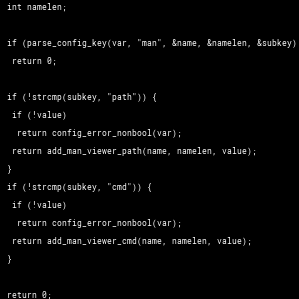 int namelen;
if (parse_config_key(var, "man", &name, &namelen, &subkey)
return 0;
if (!strcmp(subkey, "path")) {
if (!value)
return config_error_nonbool(var);
return add_man_viewer_path(name, namelen, value);
}
if (!strcmp(subkey, "cmd")) {
if (!value)
return config_error_nonbool(var);
return add_man_viewer_cmd(name, namelen, value);
}
return 0;